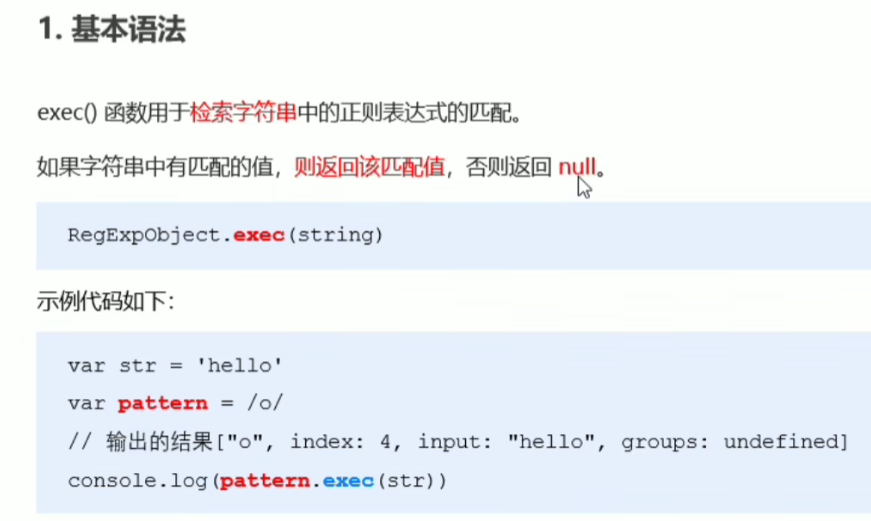 1. 基本语法
exec() 函数用于检索字符串中的正则表达式的匹配。
如果字符串中有匹配的值，则返回该匹配值，否则返回 null。
RegExpObject.exec(string)
示例代码如下：
var str = 'hello'
var pattern = /o/
// 输出的结果["o", index: 4, input: "hello", groups: undefined]
console.log(pattern.exec(str))